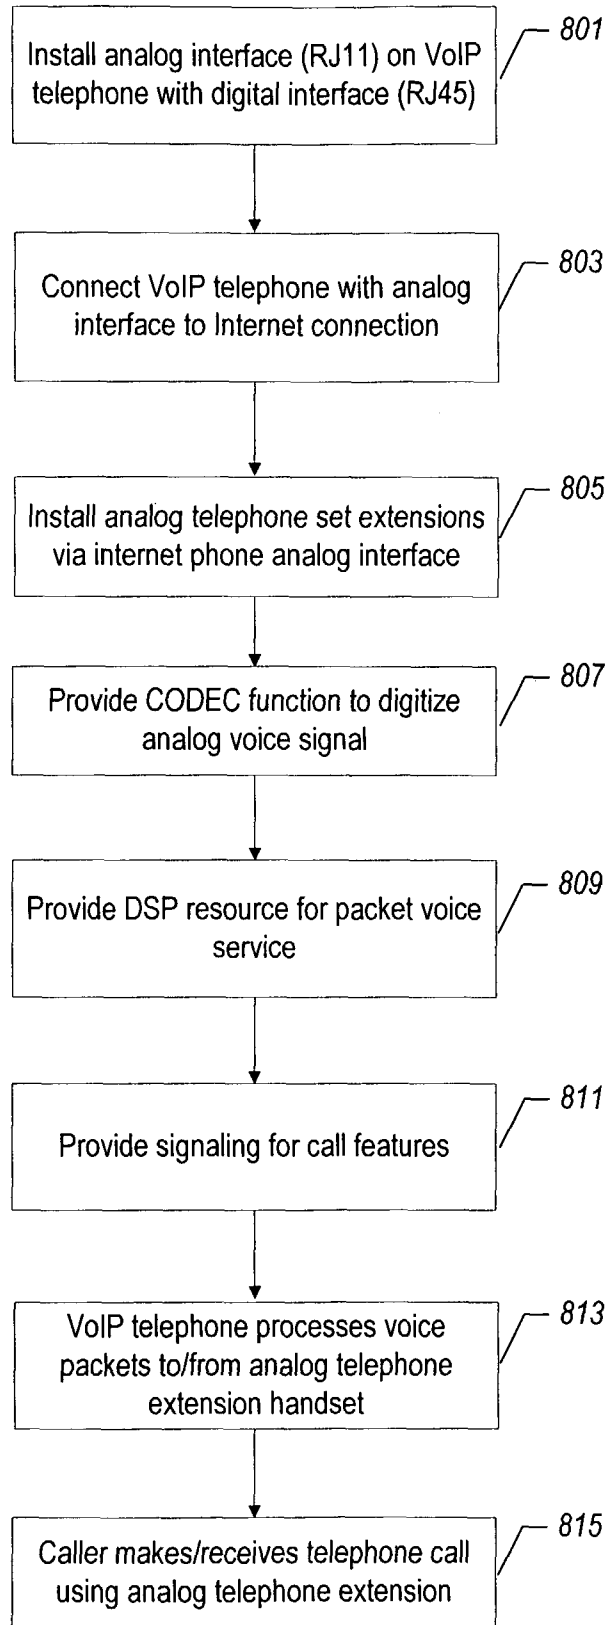 801
Install analog interface (RJ11) on VoIP
telephone with digital interface (RJ45)
803
Connect VoIP telephone with analog
interface to Internet connection
805
Install analog telephone set extensions
via internet phone analog interface
807
Provide CODEC function to digitize
analog voice signal
809
Provide DSP resource for packet voice
service
811
Provide signaling for call features
813
VoIP telephone processes voice
packets to/from analog telephone
extension handset
815
Caller makes/receives telephone call
using analog telephone extension